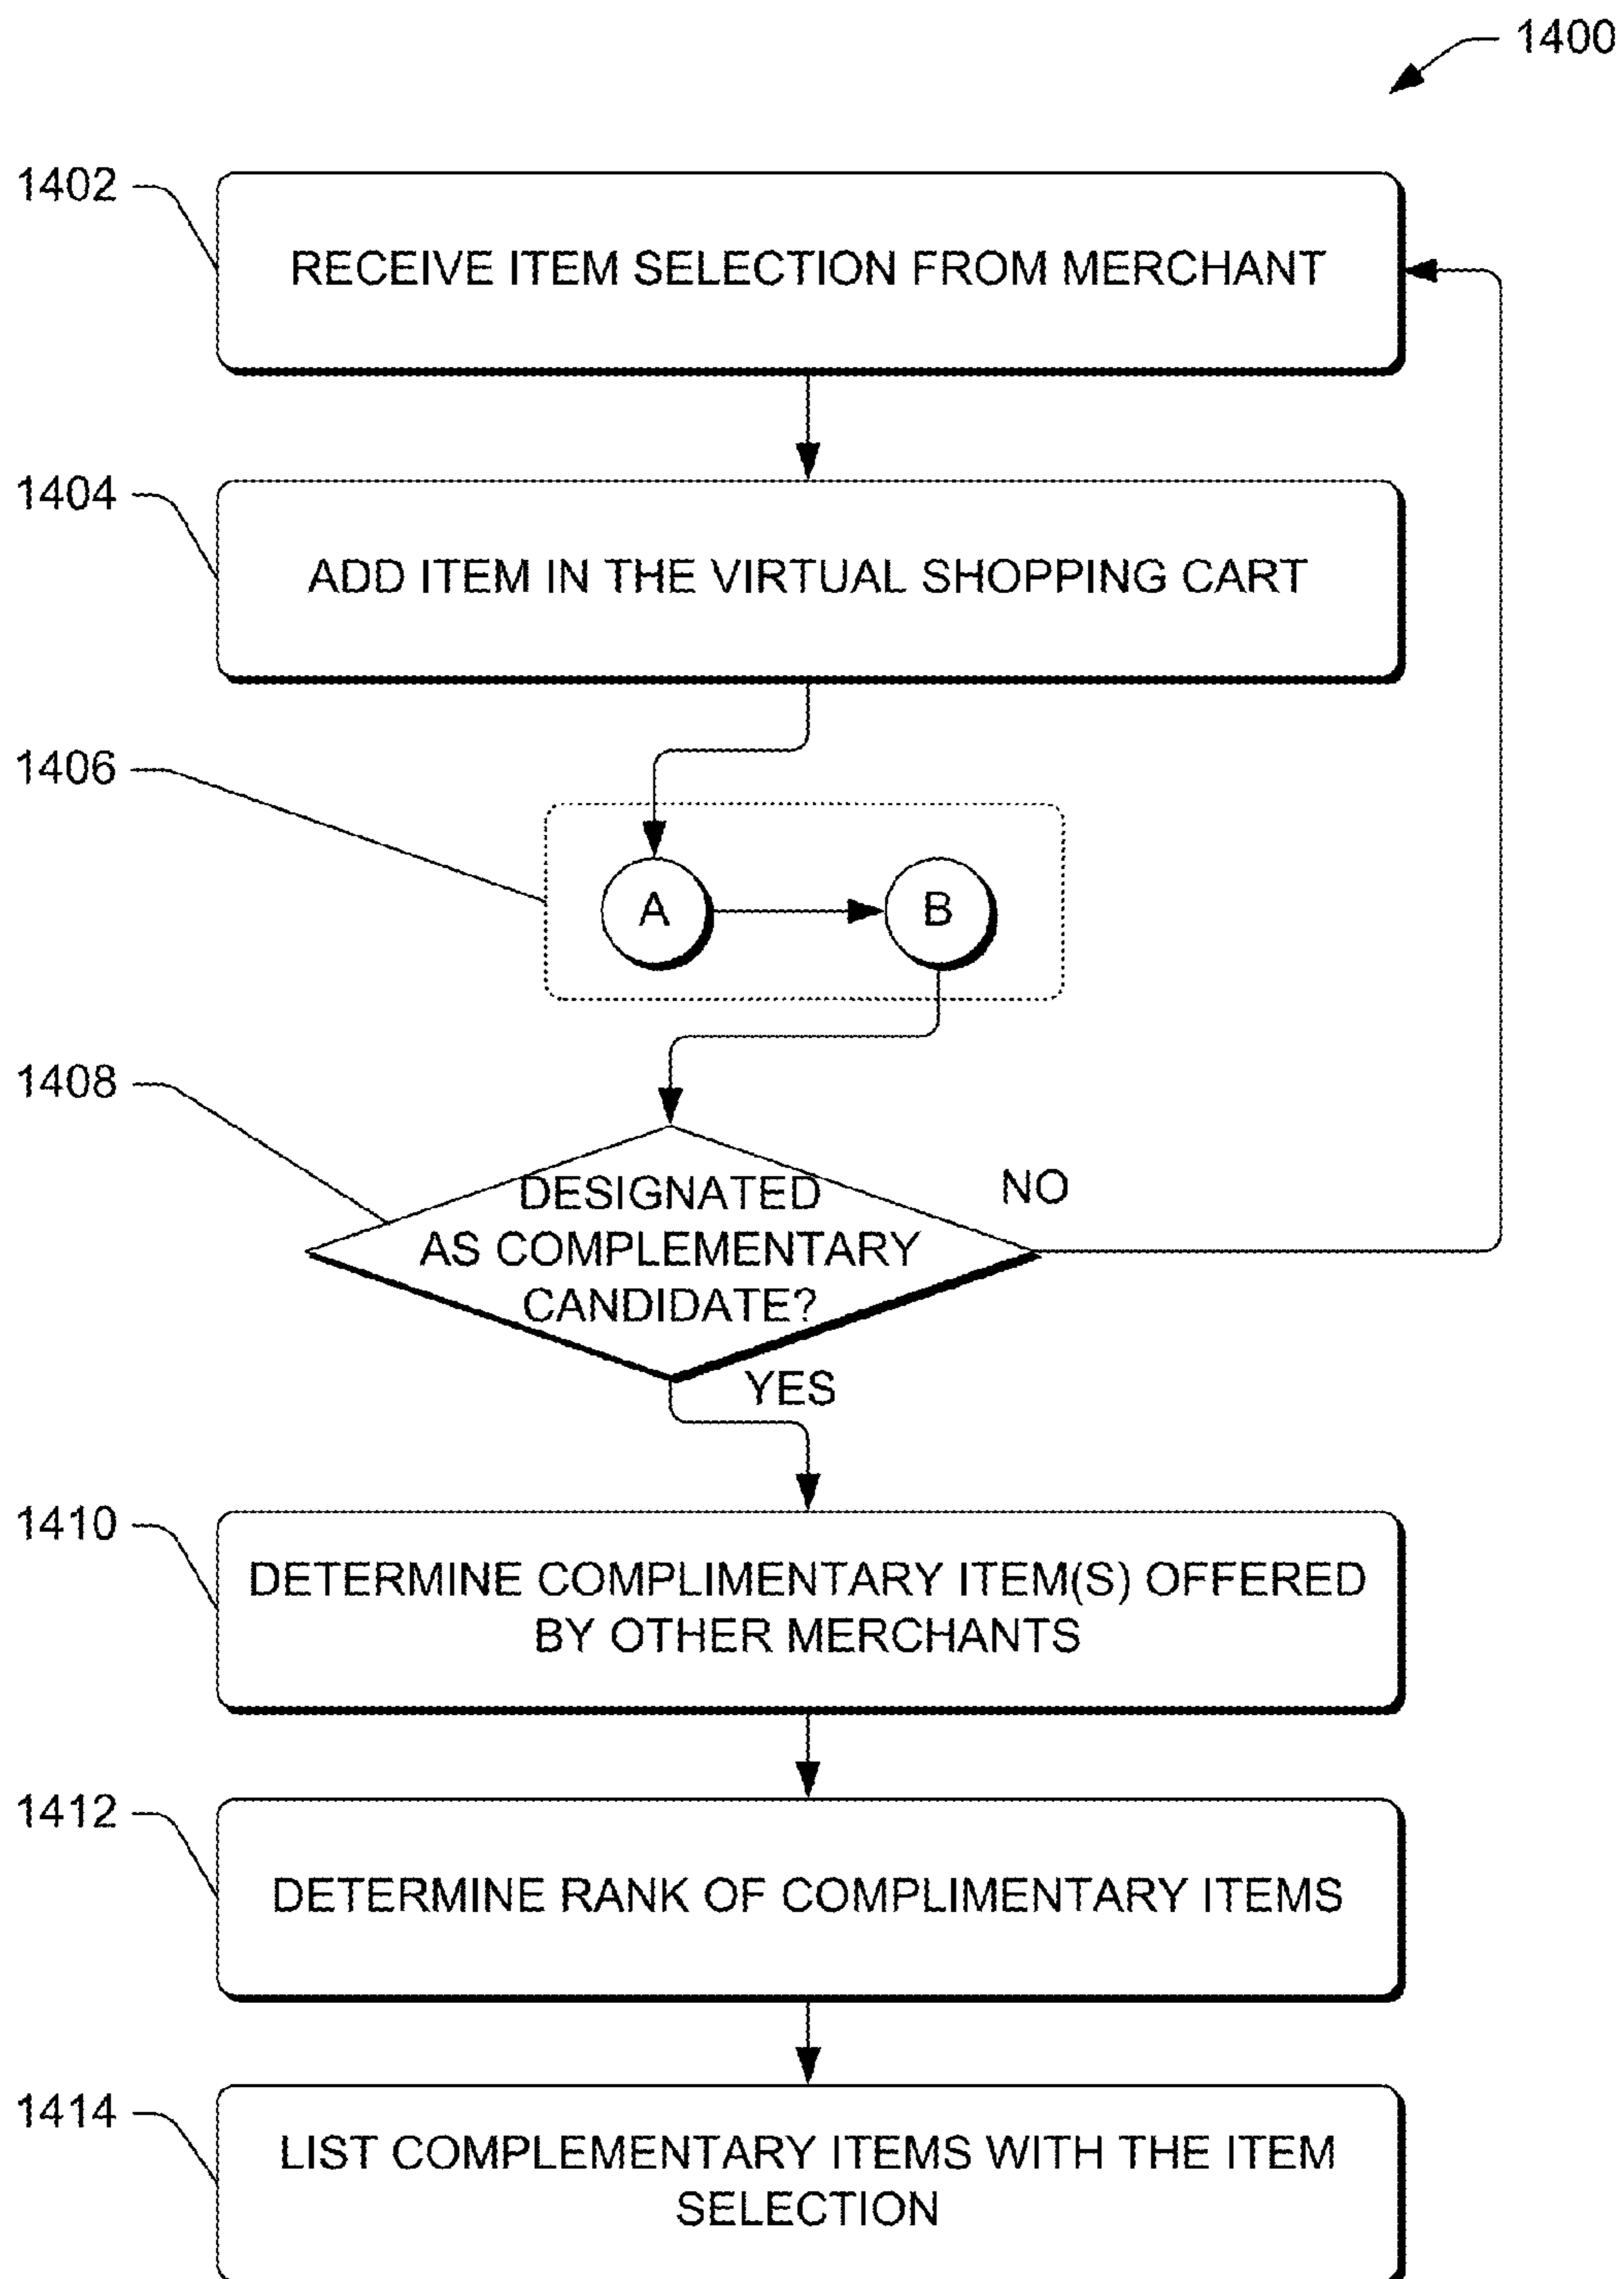 1400
1402
RECEIVE ITEM SELECTION FROM MERCHANT
1404
ADD ITEM IN THE VIRTUAL SHOPPING CART
1406
A
B
1408
DESIGNATED
AS COMPLEMENTARY
CANDIDATE?
NO
YES
1410
DETERMINE COMPLIMENTARY ITEM(S) OFFERED
BY OTHER MERCHANTS
1412
DETERMINE RANK OF COMPLIMENTARY ITEMS
1414
LIST COMPLEMENTARY ITEMS WITH THE ITEM
SELECTION